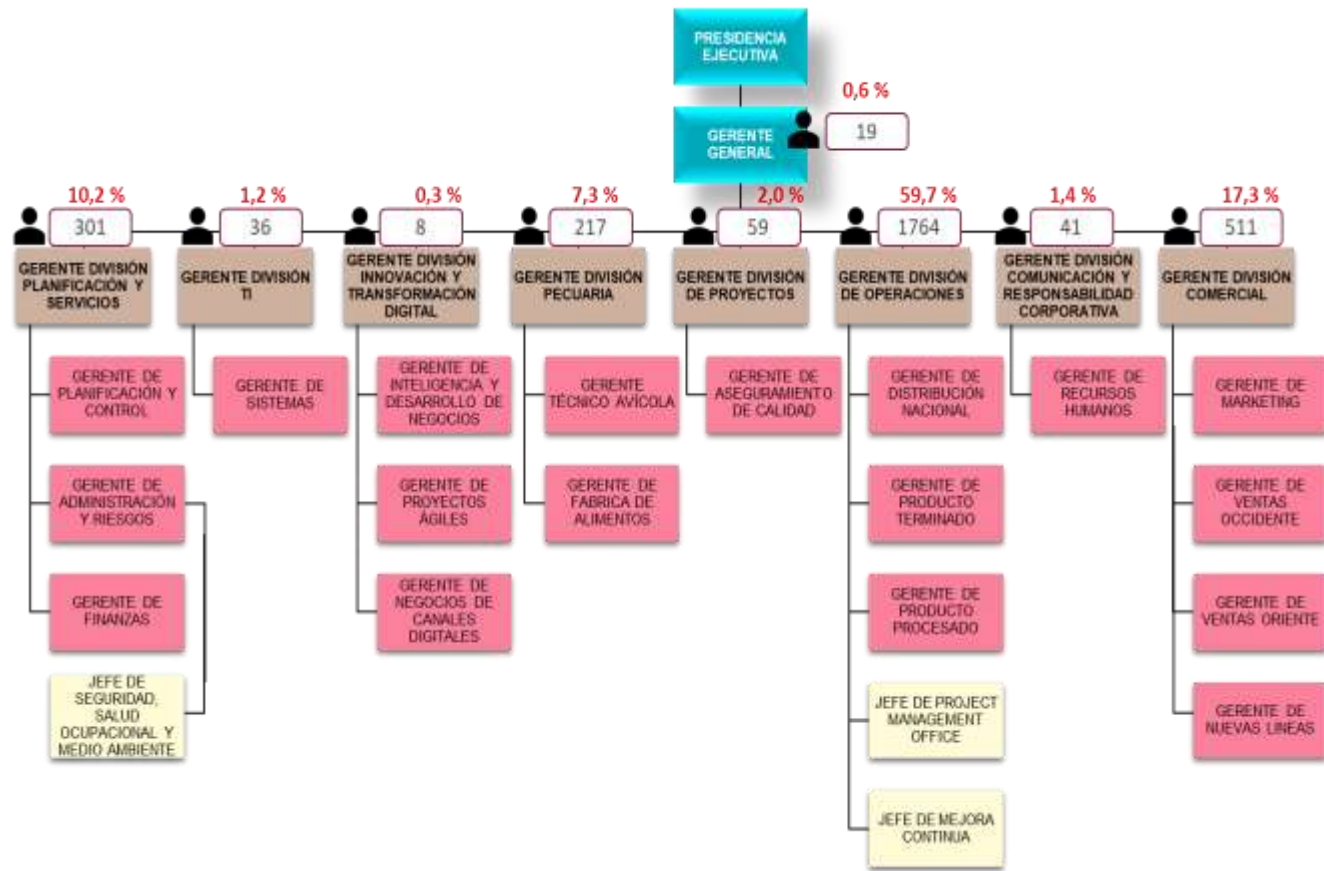 PRESIDENCIA
EJECUTIVA
0,6 %
GERENTE
GENERAL
19
10,2 %
1,2 %
0,3 %
7,3 %
2,0 %
59,7 %
1,4 %
17,3 %
301
36
8
217
59
1764
41
511
GERENTE DIVISIÓN
PLANIFICACIÓN Y
SERVICIOS
GERENTE DIVISIÓN
TI
GERENTE DIVISIÓN
INNOVACIÓN Y
TRANSFORMACIÓN
DIGITAL
GERENTE DIVISIÓN
PECUARIA
GERENTE DIVISIÓN
DE PROYECTOS
GERENTE DIVISIÓN
DE OPERACIONES
GERENTE DIVISIÓN
COMUNICACIÓN Y
RESPONSABILIDAD
CORPORATIVA
GERENTE DIVISIÓN
COMERCIAL
GERENTE DE
PLANIFICACIÓN Y
CONTROL
GERENTE DE
SISTEMAS
GERENTE DE
INTELIGENCIA Y
DESARROLLO DE
NEGOCIOS
GERENTE
TÉCNICO AVÍCOLA
GERENTE DE
ASEGURAMIENTO
DE CALIDAD
GERENTE DE
DISTRIBUCIÓN
NACIONAL
GERENTE DE
RECURSOS
HUMANOS
GERENTE DE
MARKETING
GERENTE DE
ADMINISTRACIÓN
Y RIESGOS
GERENTE DE
PROYECTOS
ÁGILES
GERENTE DE
FABRICA DE
ALIMENTOS
GERENTE DE
PRODUCTO
TERMINADO
GERENTE DE
VENTAS
OCCIDENTE
GERENTE DE
FINANZAS
GERENTE DE
NEGOCIOS DE
CANALES
DIGITALES
GERENTE DE
PRODUCTO
PROCESADO
GERENTE DE
VENTAS ORIENTE
JEFE DE
SEGURIDAD,
SALUD
OCUPACIONAL Y
MEDIO AMBIENTE
JEFE DE PROJECT
MANAGEMENT
OFFICE
GERENTE DE
NUEVAS LINEAS
JEFE DE MEJORA
CONTINUA